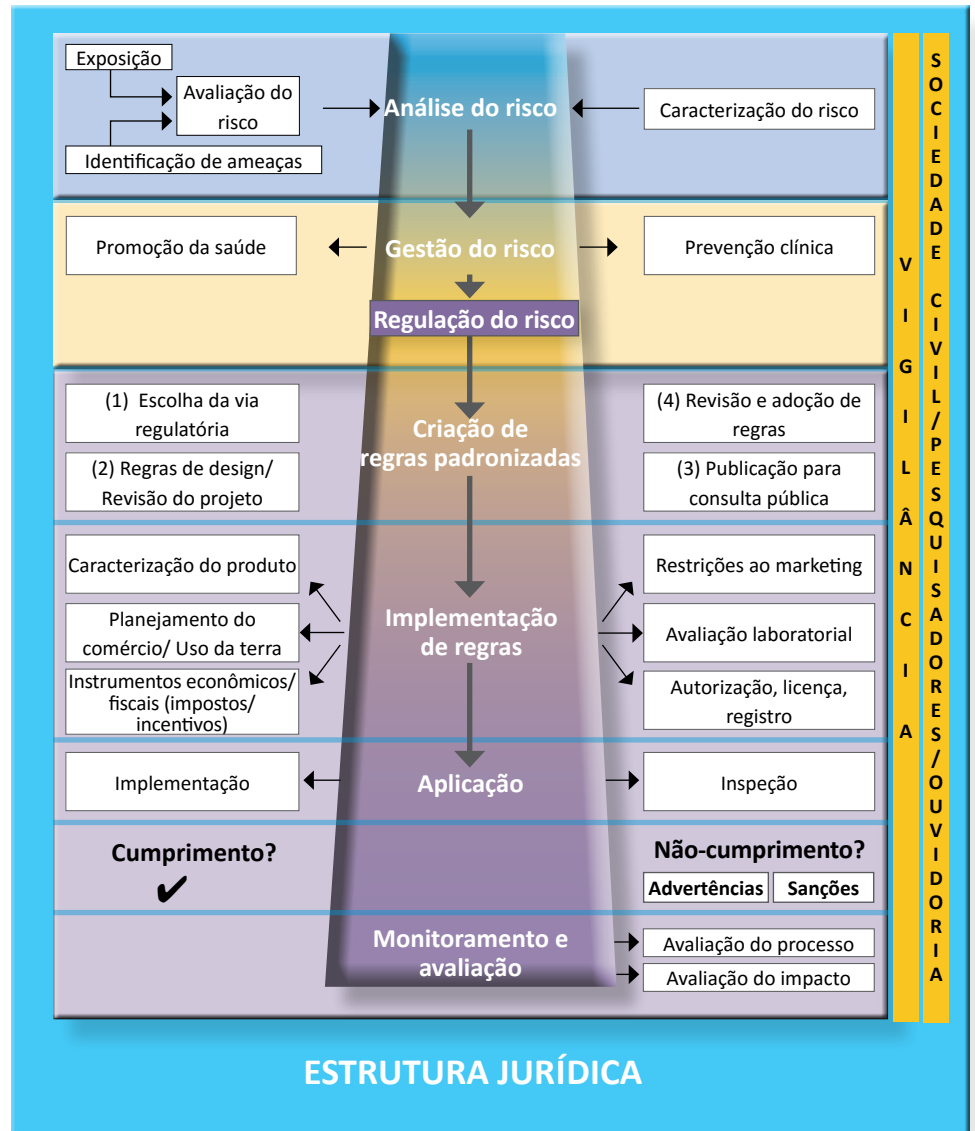 Exposição
Avaliação do
risco
Identificação de ameaças
Análise do risco
Caracterização do risco
Promoção da saúde
Gestão do risco
Prevenção clínica
Regulação do risco
(1) Escolha da via
regulatória
(2) Regras de design/
Revisão do projeto
Criação de
regras padronizadas
(4) Revisão e adoção de
regras
(3) Publicação para
consulta pública
Caracterização do produto
Planejamento do
comércio/ Uso da terra
Instrumentos econômicos/
fiscais (impostos/
incentivos)
Implementação
de regras
Restrições ao marketing
Avaliação laboratorial
Autorização, licença,
registro
Implementação
Aplicação
Inspeção
Cumprimento?
Não-cumprimento?
Advertências
Sanções
Monitoramento e
avaliação
Avaliação do processo
Avaliação do impacto
VIGILÂNCIA
SOCIEDADE CIVIL/PESQUISADORES/OUVIDORIA
ESTRUTURA JURÍDICA